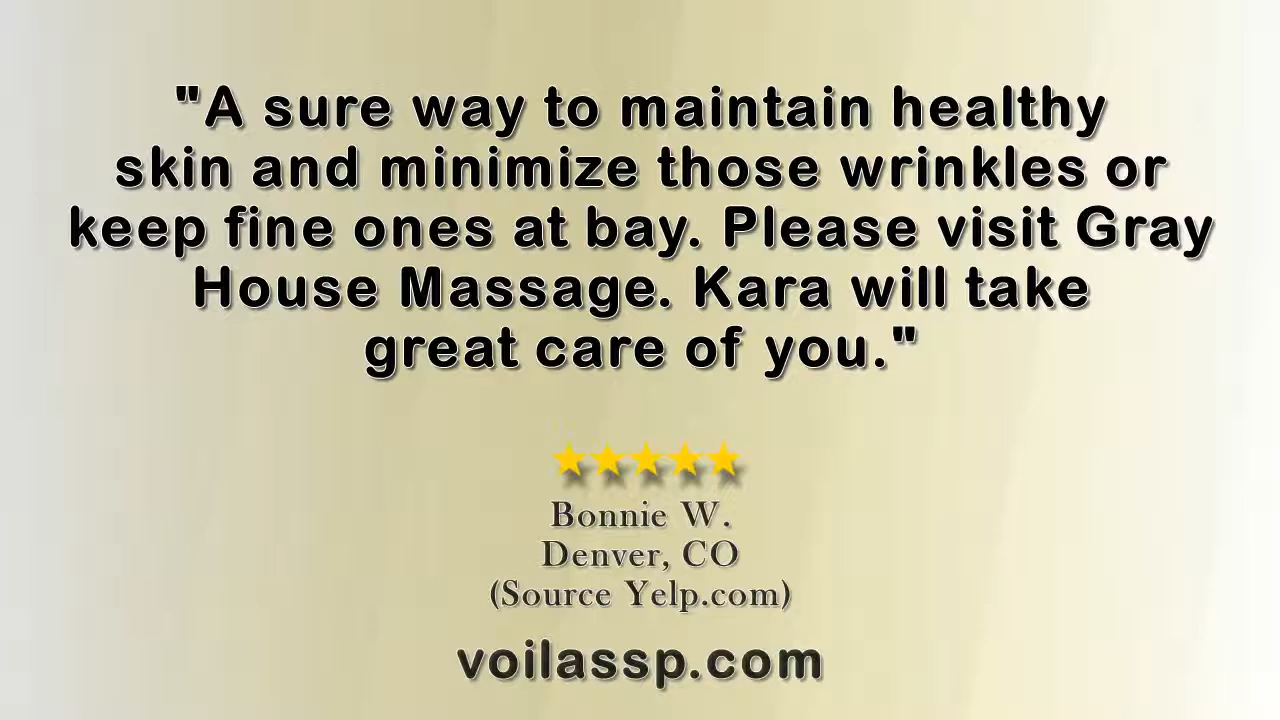 "A sure way to maintain healthy
skin and minimize those wrinkles or
keep fine ones at bay. Please visit Gray
House Massage. Kara will take
great care of you."
Bonnie W.
Denver, CO
(Source Yelp.com)
voilassp.com